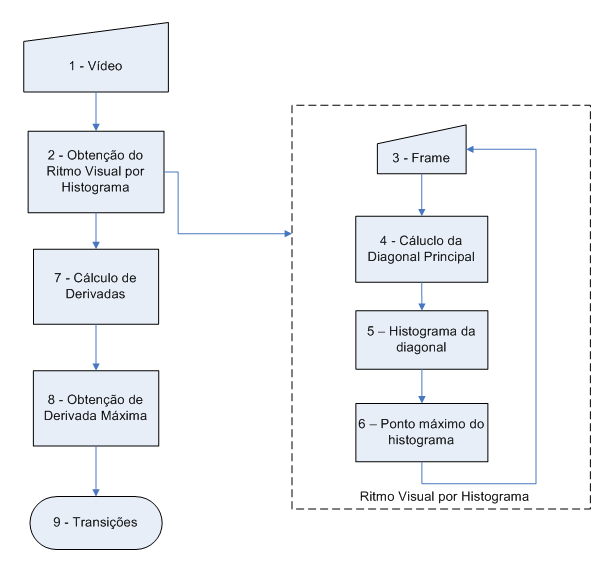 1 - Vídeo
2 - Obtenção do
Ritmo Visual por
Histograma
7 - Cálculo de
Derivadas
8 - Obtenção de
Derivada Máxima
9 - Transições
3 - Frame
4 - Cáluclo da
Diagonal Principal
5 – Histograma da
diagonal
6 – Ponto máximo do
histograma
Ritmo Visual por Histograma